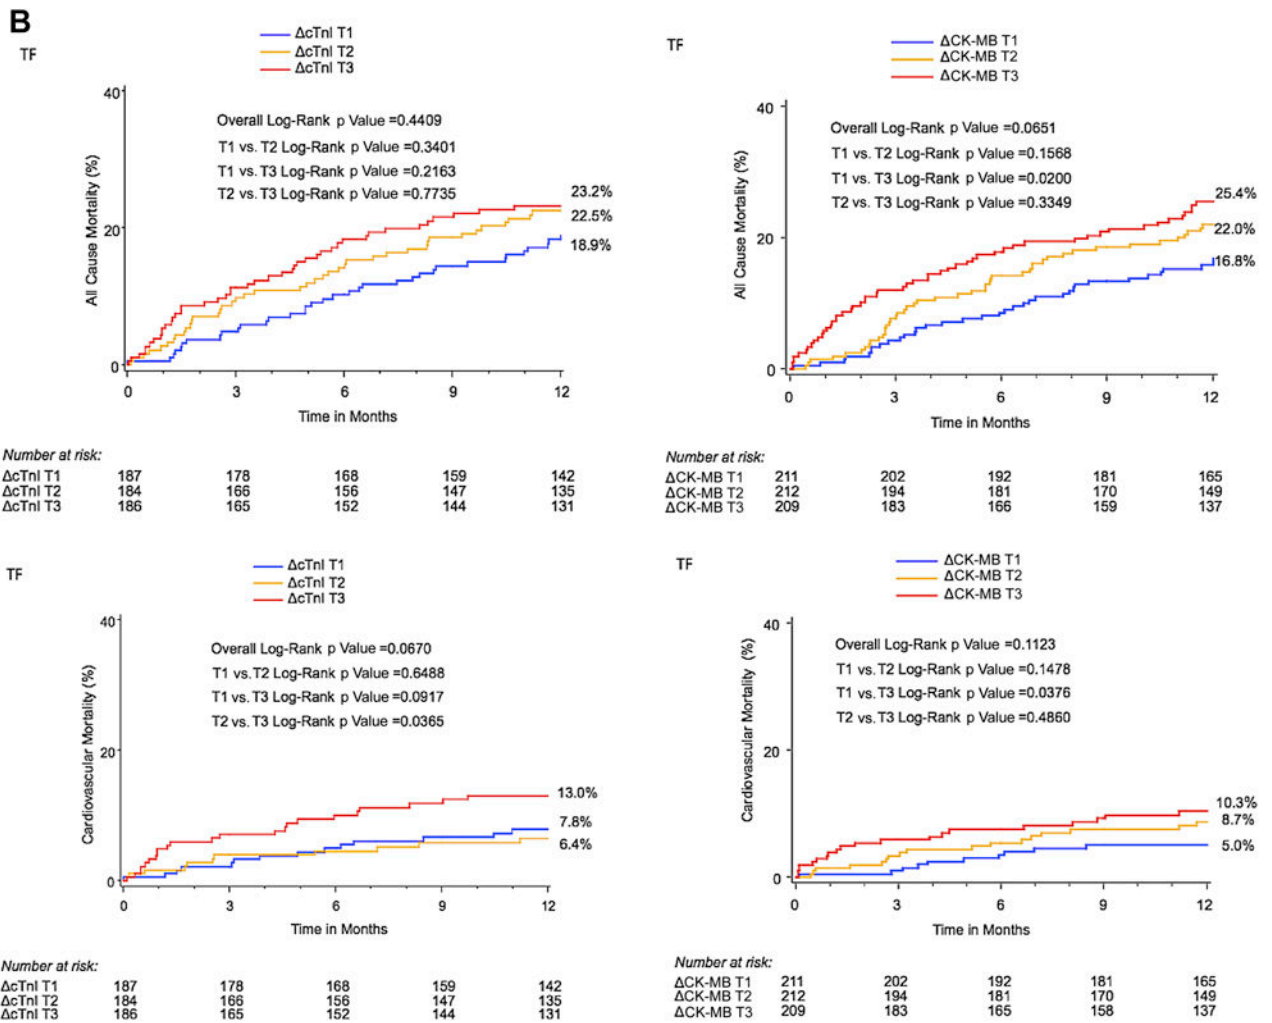 B
TF
ΔcTnI T1
ΔcTnI T2
ΔcTnI T3
40
20
0
All Cause Mortality (%)
Overall Log-Rank p Value =0.4409
T1 vs. T2 Log-Rank p Value =0.3401
T1 vs. T3 Log-Rank p Value =0.2163
T2 vs. T3 Log-Rank p Value =0.7735
23.2%
22.5%
18.9%
0 3 6 9 12
Time in Months
Number at risk:
ΔcTnI T1 187 178 168 159 142
ΔcTnI T2 184 166 156 147 135
ΔcTnI T3 186 165 152 144 131
TF
ΔCK-MB T1
ΔCK-MB T2
ΔCK-MB T3
40
20
0
All Cause Mortality (%)
Overall Log-Rank p Value =0.0651
T1 vs. T2 Log-Rank p Value =0.1568
T1 vs. T3 Log-Rank p Value =0.0200
T2 vs. T3 Log-Rank p Value =0.3349
25.4%
22.0%
16.8%
0 3 6 9 12
Time in Months
Number at risk:
ΔCK-MB T1 211 202 192 181 165
ΔCK-MB T2 212 194 181 170 149
ΔCK-MB T3 209 183 166 159 137
TF
ΔcTnI T1
ΔcTnI T2
ΔcTnI T3
40
20
0
Cardiovascular Mortality (%)
Overall Log-Rank p Value =0.0670
T1 vs. T2 Log-Rank p Value =0.6488
T1 vs. T3 Log-Rank p Value =0.0917
T2 vs. T3 Log-Rank p Value =0.0365
13.0%
7.8%
6.4%
0 3 6 9 12
Time in Months
Number at risk:
ΔcTnI T1 187 178 168 159 142
ΔcTnI T2 184 166 156 147 135
ΔcTnI T3 186 165 152 144 131
TF
ΔCK-MB T1
ΔCK-MB T2
ΔCK-MB T3
40
20
0
Cardiovascular Mortality (%)
Overall Log-Rank p Value =0.1123
T1 vs. T2 Log-Rank p Value =0.1478
T1 vs. T3 Log-Rank p Value =0.0376
T2 vs. T3 Log-Rank p Value =0.4860
10.3%
8.7%
5.0%
0 3 6 9 12
Time in Months
Number at risk:
ΔCK-MB T1 211 202 192 181 165
ΔCK-MB T2 212 194 181 170 149
ΔCK-MB T3 209 183 165 158 137